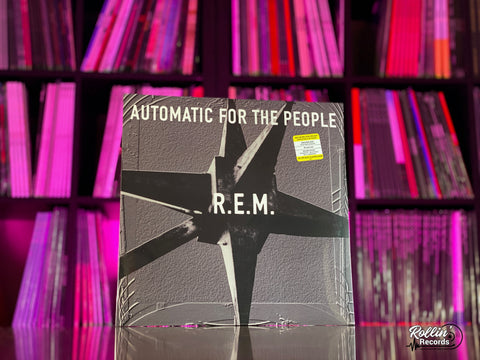 AUTOMATIC FOR THE PEOPLE
R.E.M.
Rollin'
Records